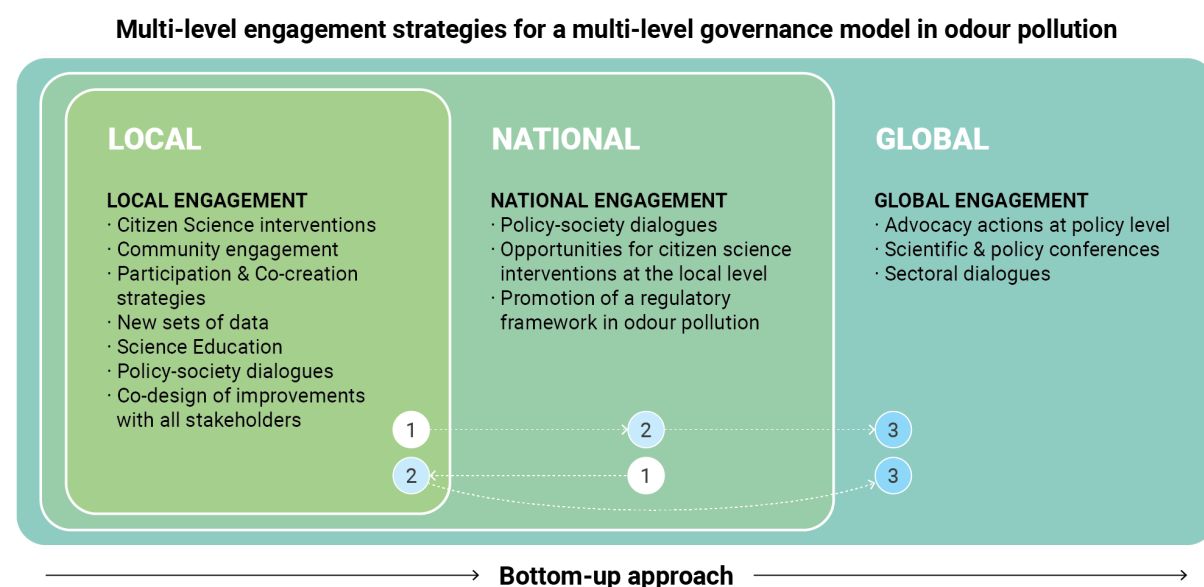 Multi-level engagement strategies for a multi-level governance model in odour pollution
LOCAL
LOCAL ENGAGEMENT
· Citizen Science interventions
· Community engagement
· Participation & Co-creation
strategies
· New sets of data
· Science Education
· Policy-society dialogues
· Co-design of improvements
with all stakeholders
NATIONAL
NATIONAL ENGAGEMENT
· Policy-society dialogues
· Opportunities for citizen science
interventions at the local level
· Promotion of a regulatory
framework in odour pollution
GLOBAL
GLOBAL ENGAGEMENT
· Advocacy actions at policy level
· Scientific & policy conferences
· Sectoral dialogues
1 2 3
2 1 3
Bottom-up approach